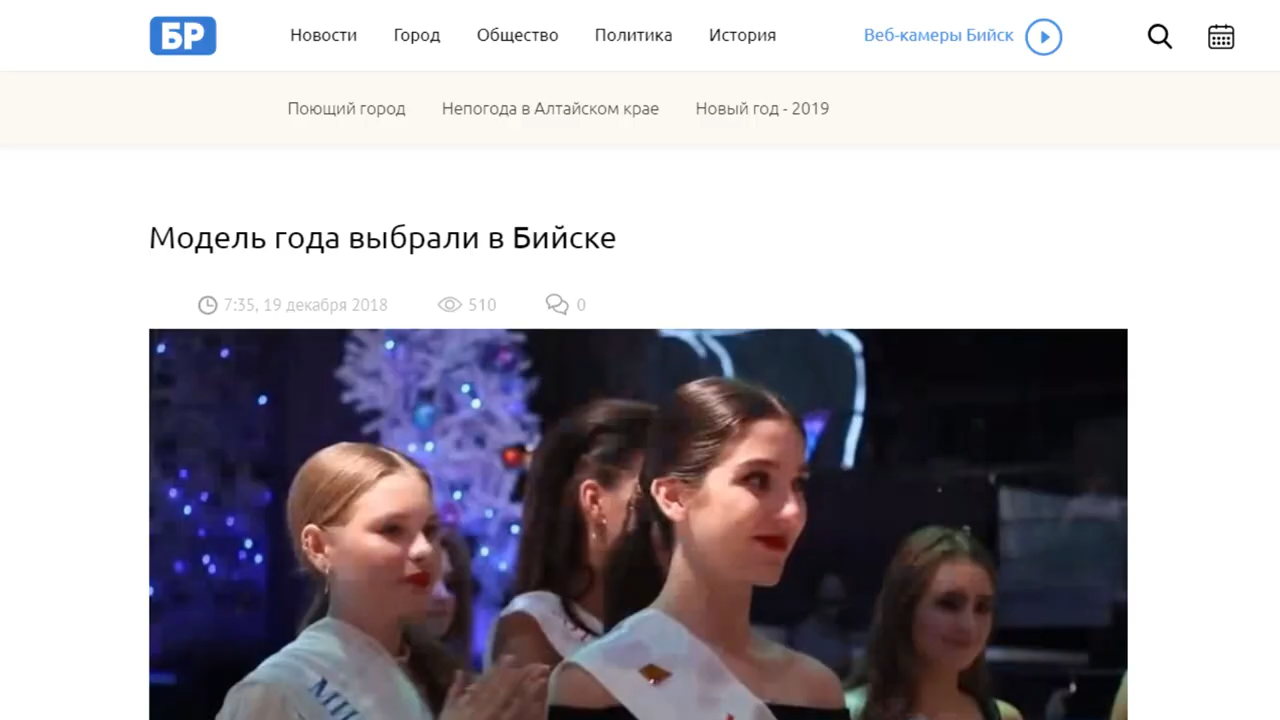 БР Новости Город Общество Политика История Веб-камеры Бийск
Поющий город Непогода в Алтайском крае Новый год - 2019
Модель года выбрали в Бийске
7:35, 19 декабря 2018 510 0